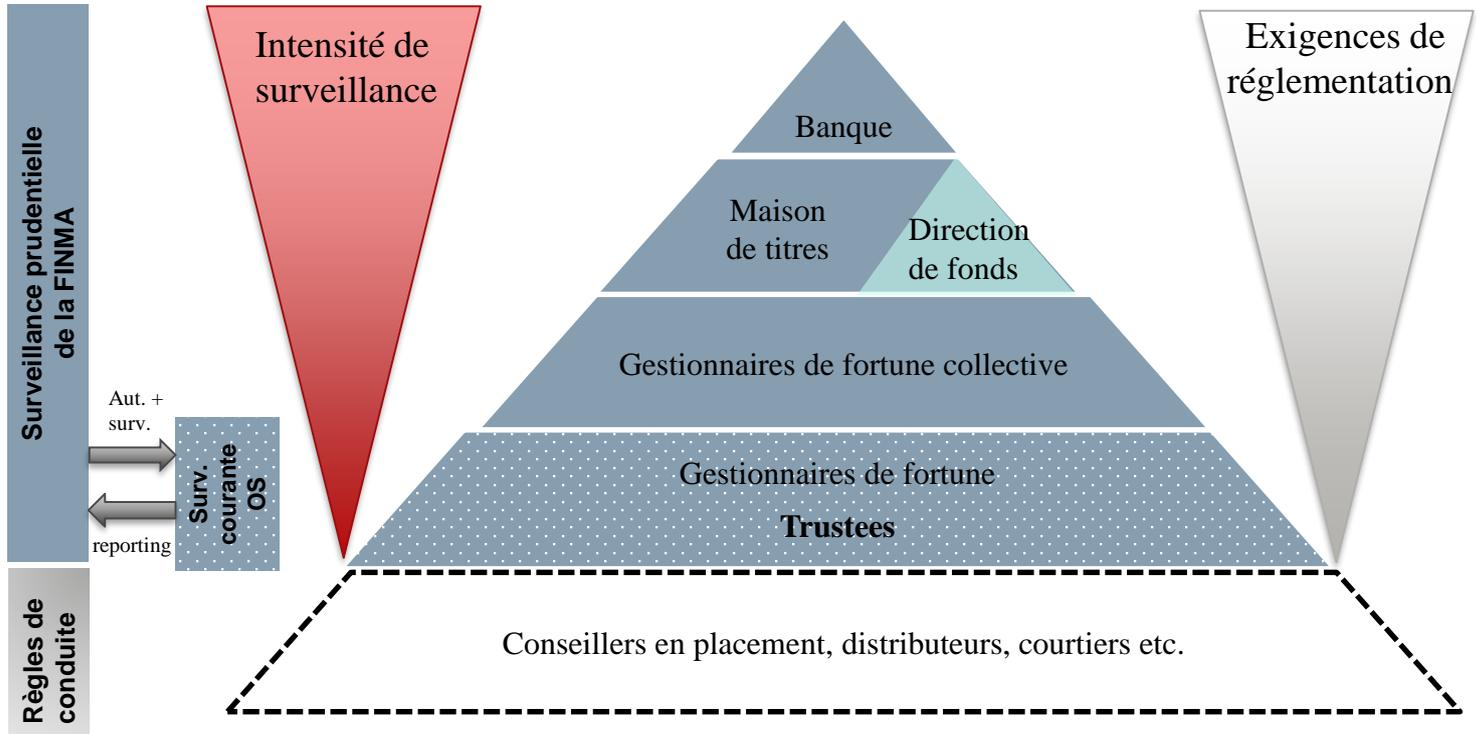 Surveillance prudentielle
de la FINMA
Intensité de
surveillance
Exigences de
réglementation
Banque
Maison
de titres
Direction
de fonds
Gestionnaires de fortune collective
Aut. +
surv.
Surv.
courante
OS
reporting
Gestionnaires de fortune
Trustees
Règles de
conduite
Conseillers en placement, distributeurs, courtiers etc.